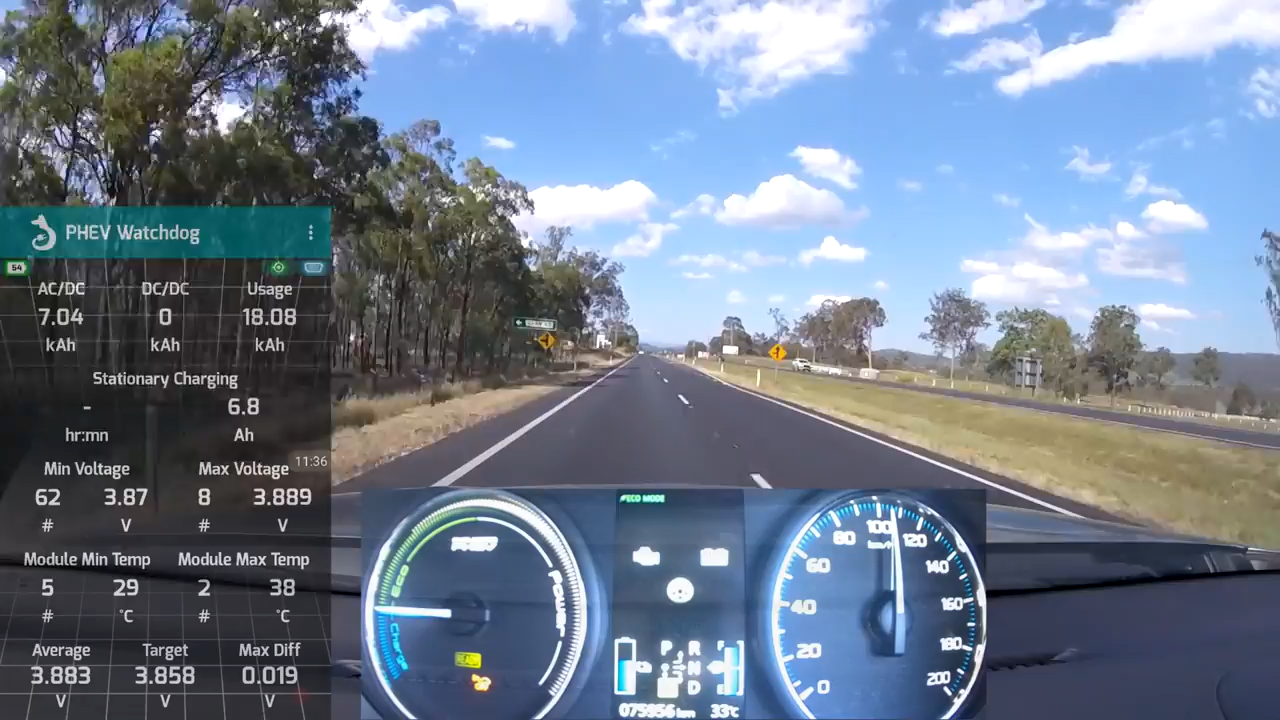 PHEV Watchdog
54
AC/DC DC/DC Usage
7.04 0 18.08
kAh kAh kAh
Stationary Charging
- 6.8
hr:mn Ah
11:36
Min Voltage Max Voltage
62 3.87 8 3.889
# V # V
Module Min Temp Module Max Temp
5 29 2 38
# °C # °C
Average Target Max Diff
3.883 3.858 0.019
V V V
PHEV
ECO
Charge
Power
READY
ECO MODE
P R
N
D
F
E
075956 km 33°C
0
20
40
60
80
100
120
140
160
180
200
km/h